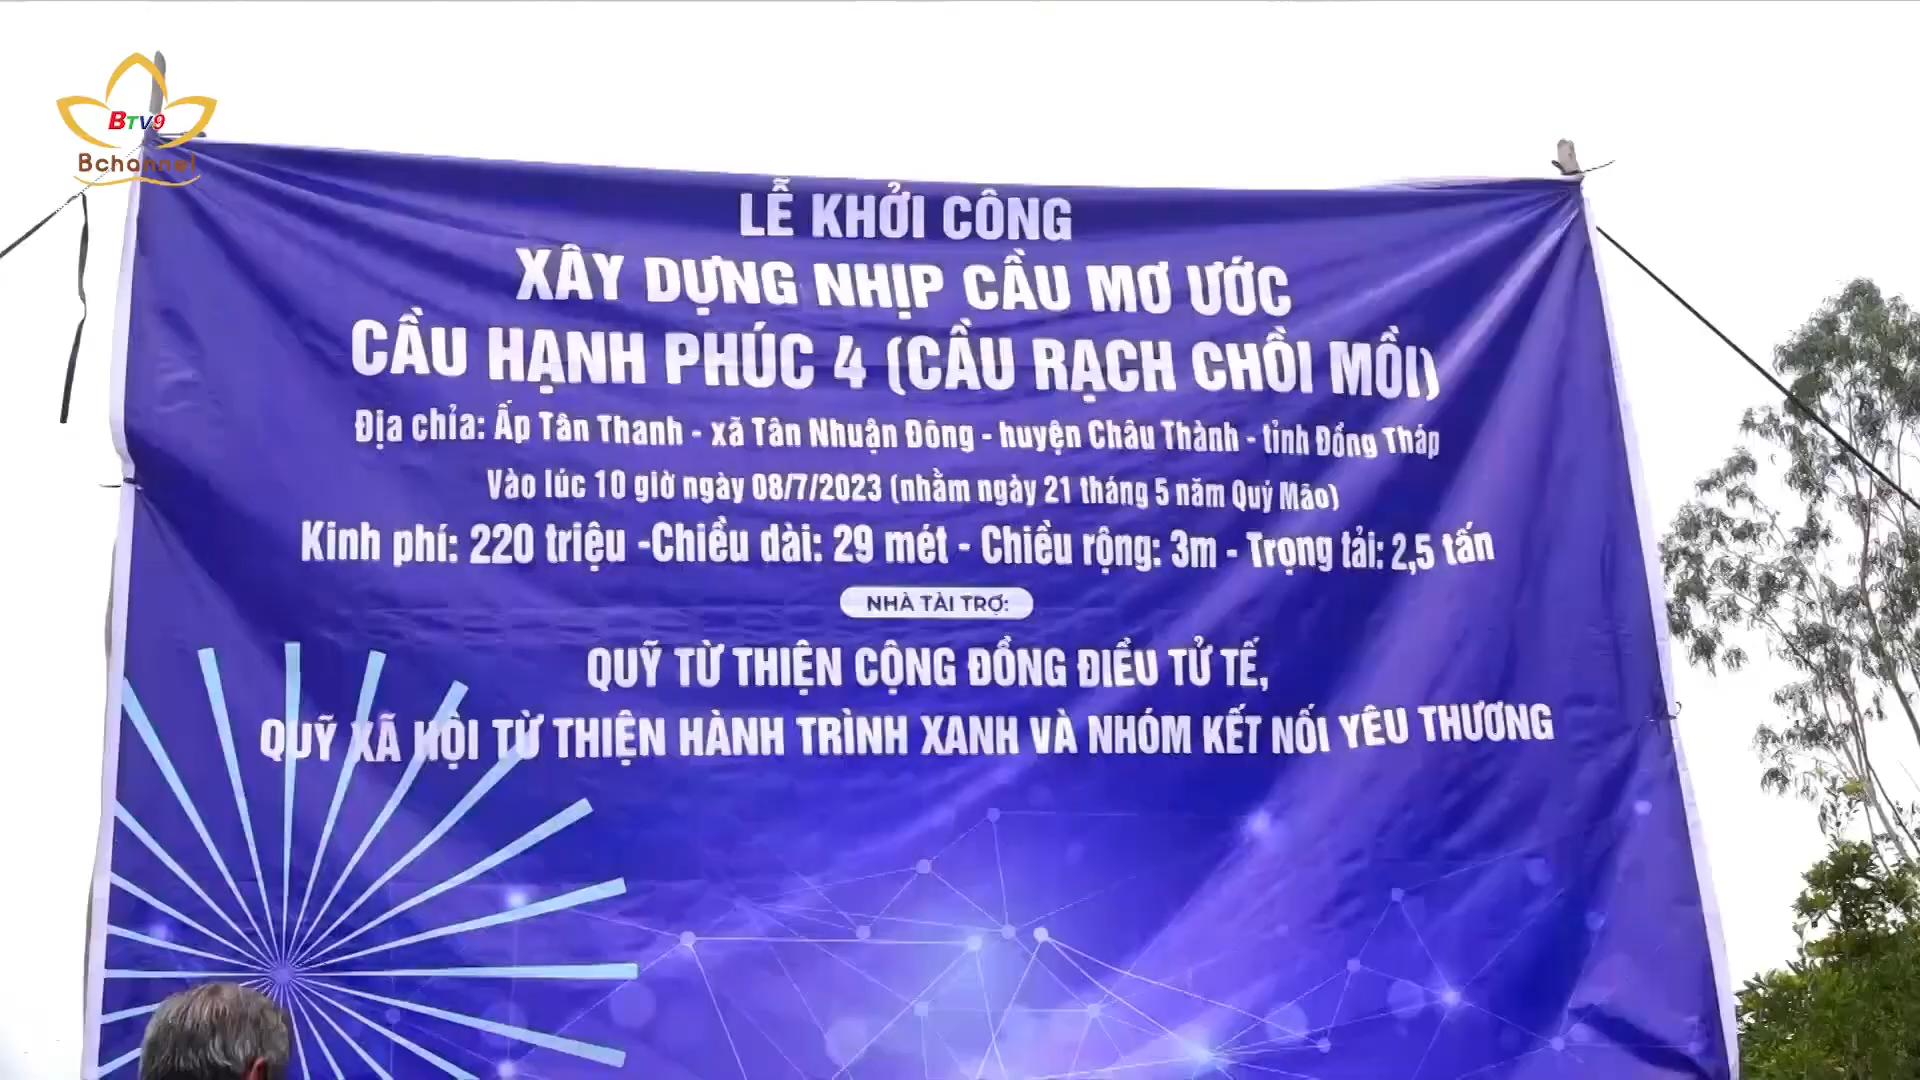 BTV9
Bchannel
LỄ KHỞI CÔNG
XÂY DỰNG NHỊP CẦU MƠ ƯỚC
CẦU HẠNH PHÚC 4 (CẦU RẠCH CHỒI MỒI)
Địa chỉa: Ấp Tân Thanh - xã Tân Nhuận Đông - huyện Châu Thành - tỉnh Đồng Tháp
Vào lúc 10 giờ ngày 08/7/2023 (nhằm ngày 21 tháng 5 năm Quý Mão)
Kinh phí: 220 triệu -Chiều dài: 29 mét - Chiều rộng: 3m - Trọng tải: 2,5 tấn
NHÀ TÀI TRỢ:
QUỸ TỪ THIỆN CỘNG ĐỒNG ĐIỀU TỬ TẾ,
QUỸ XÃ HỘI TỪ THIỆN HÀNH TRÌNH XANH VÀ NHÓM KẾT NỐI YÊU THƯƠNG